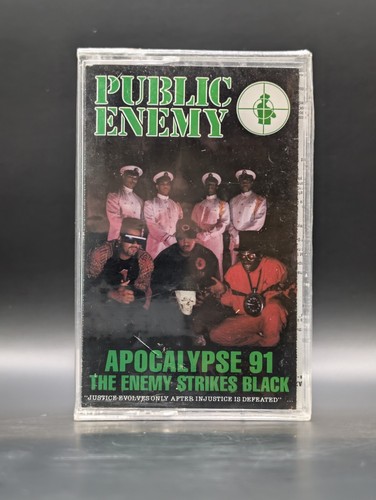 PUBLIC
ENEMY
APOCALYPSE 91
THE ENEMY STRIKES BLACK
"JUSTICE EVOLVES ONLY AFTER INJUSTICE IS DEFEATED"